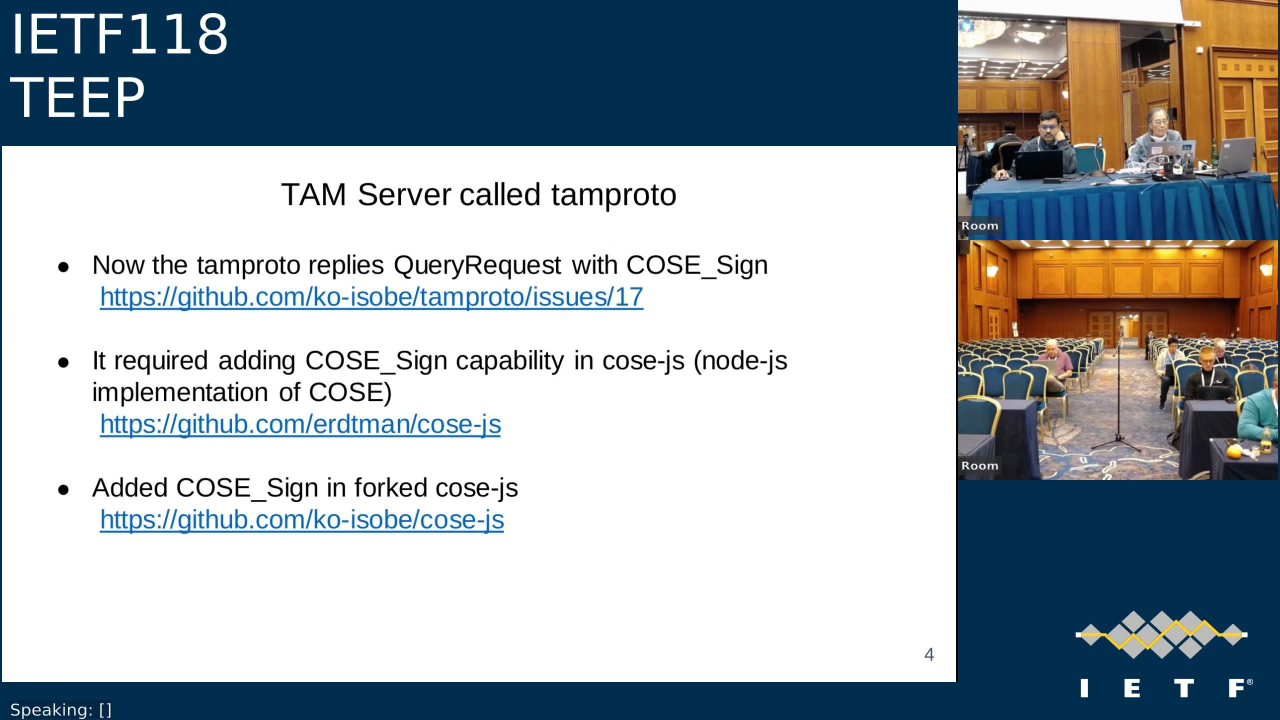 IETF118
TEEP
TAM Server called tamproto
● Now the tamproto replies QueryRequest with COSE_Sign
https://github.com/ko-isobe/tamproto/issues/17
● It required adding COSE_Sign capability in cose-js (node-js
implementation of COSE)
https://github.com/erdtman/cose-js
● Added COSE_Sign in forked cose-js
https://github.com/ko-isobe/cose-js
4
Room
Room
I E T F®
Speaking: []